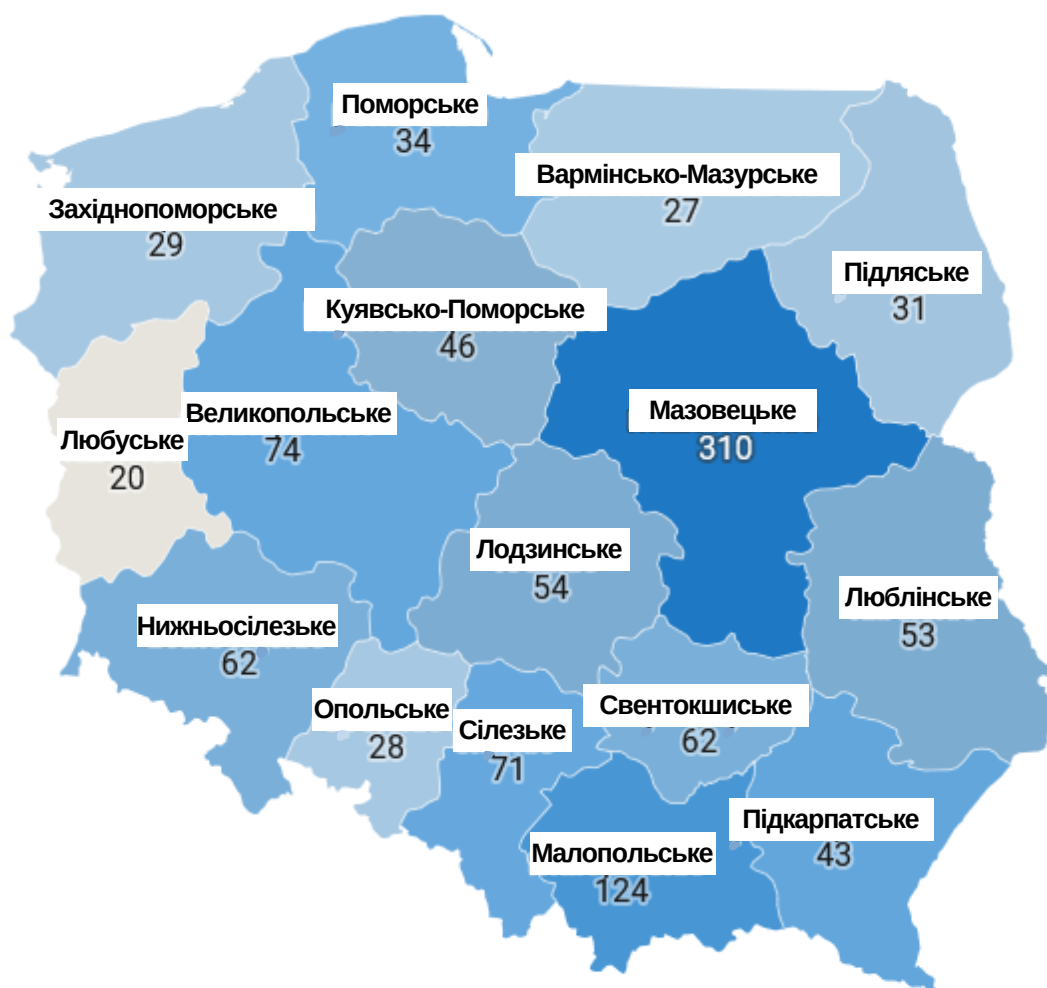 Поморське
34
Вармінсько-Мазурське
27
Західнопоморське
29
Підляське
31
Куявсько-Поморське
46
Великопольське
74
Мазовецьке
310
Любуське
20
Лодзинське
54
Люблінське
53
Нижньосілезьке
62
Опольське
28
Сілезьке
71
Свентокшиське
62
Підкарпатське
43
Малопольське
124